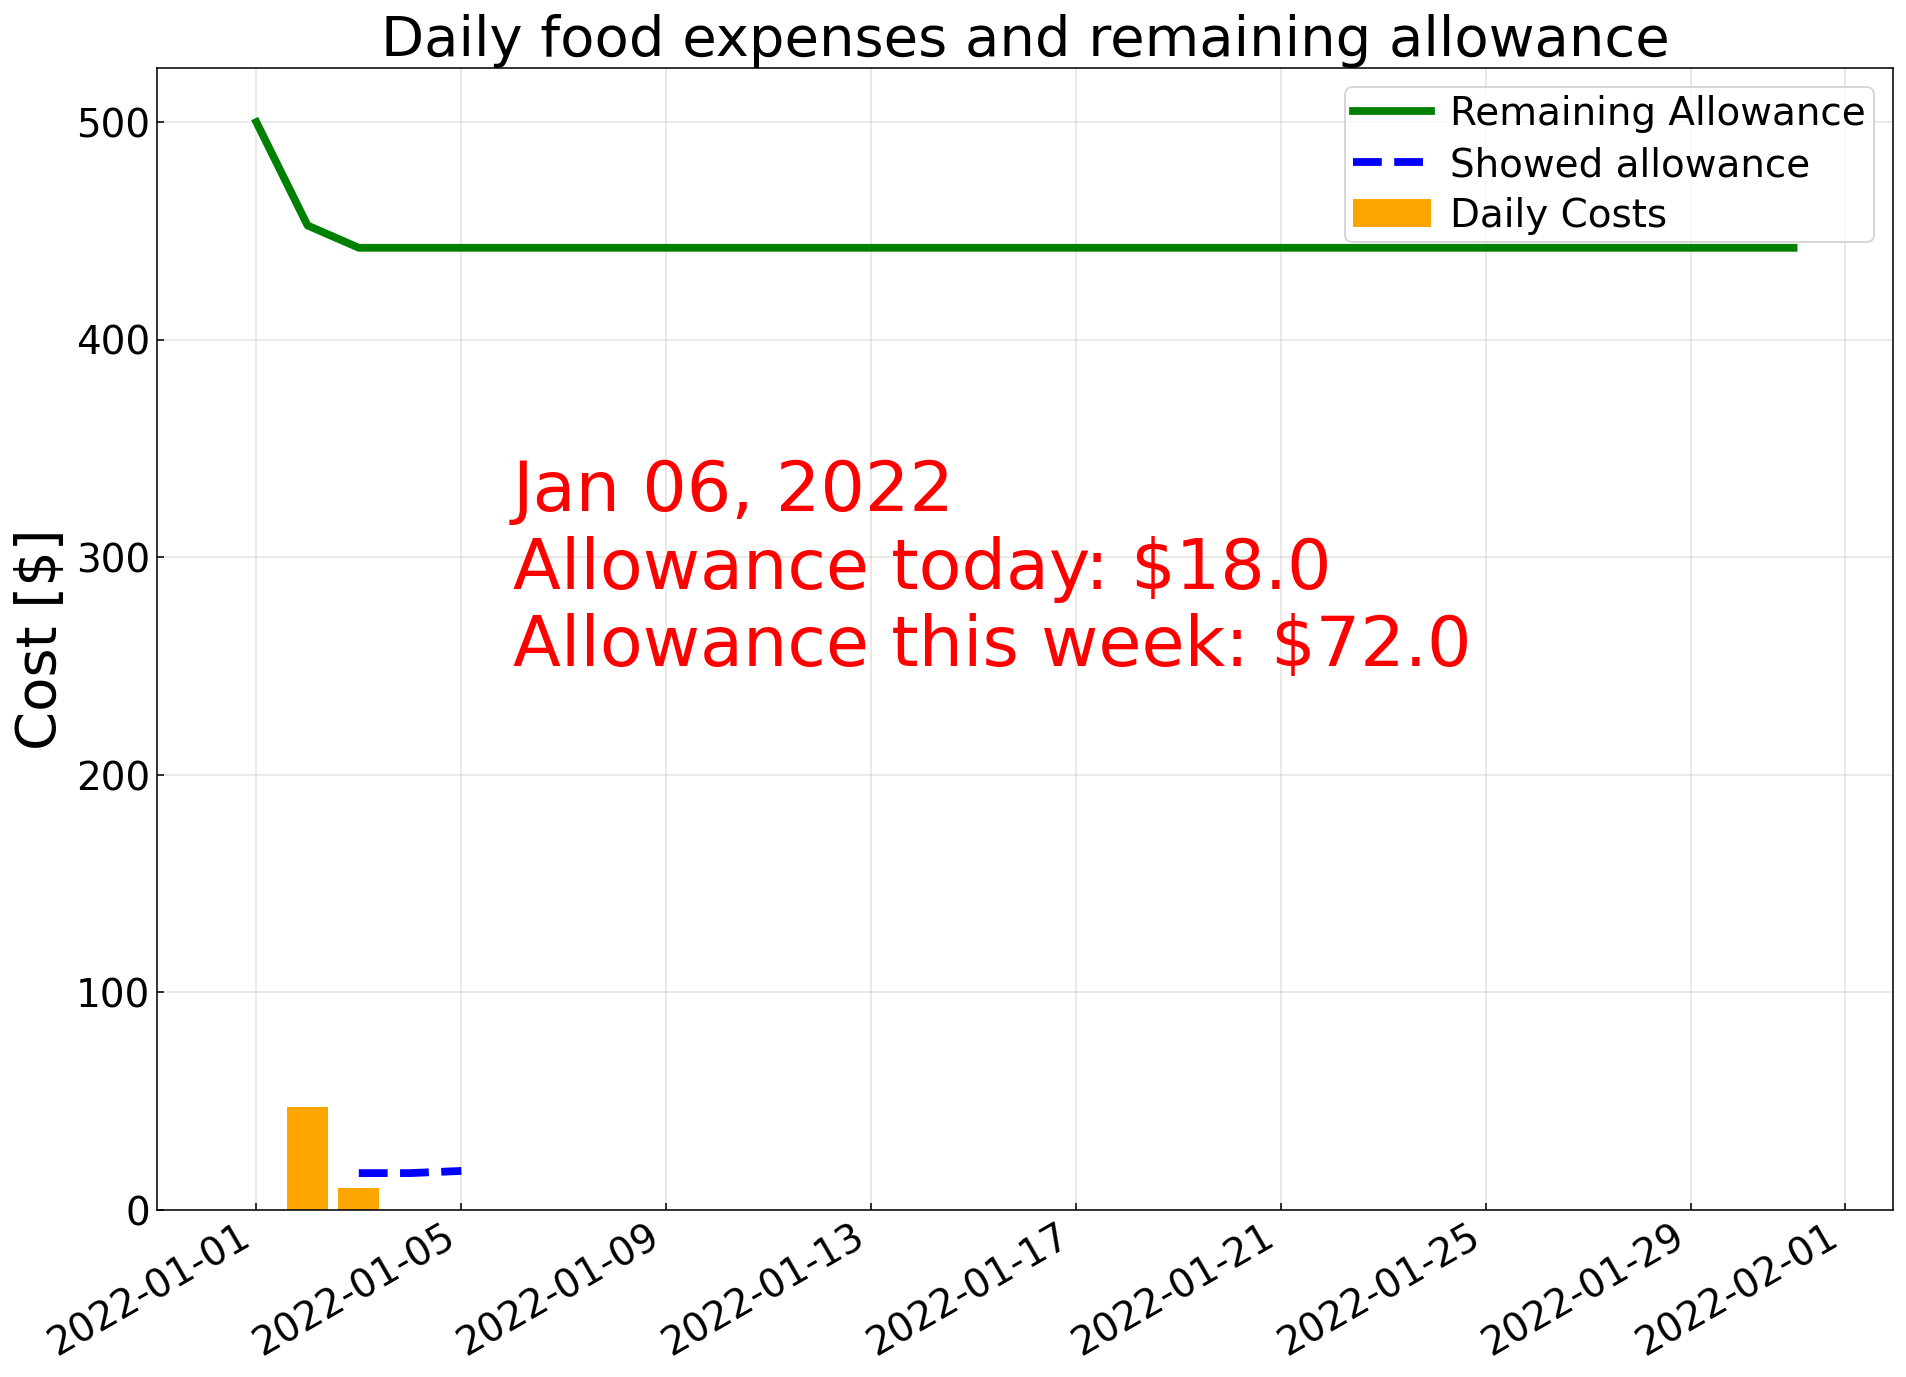 Daily food expenses and remaining allowance
Remaining Allowance
Showed allowance
Daily Costs
Cost [$]
500
400
300
200
100
0
Jan 06, 2022
Allowance today: $18.0
Allowance this week: $72.0
2022-01-01
2022-01-05
2022-01-09
2022-01-13
2022-01-17
2022-01-21
2022-01-25
2022-01-29
2022-02-01